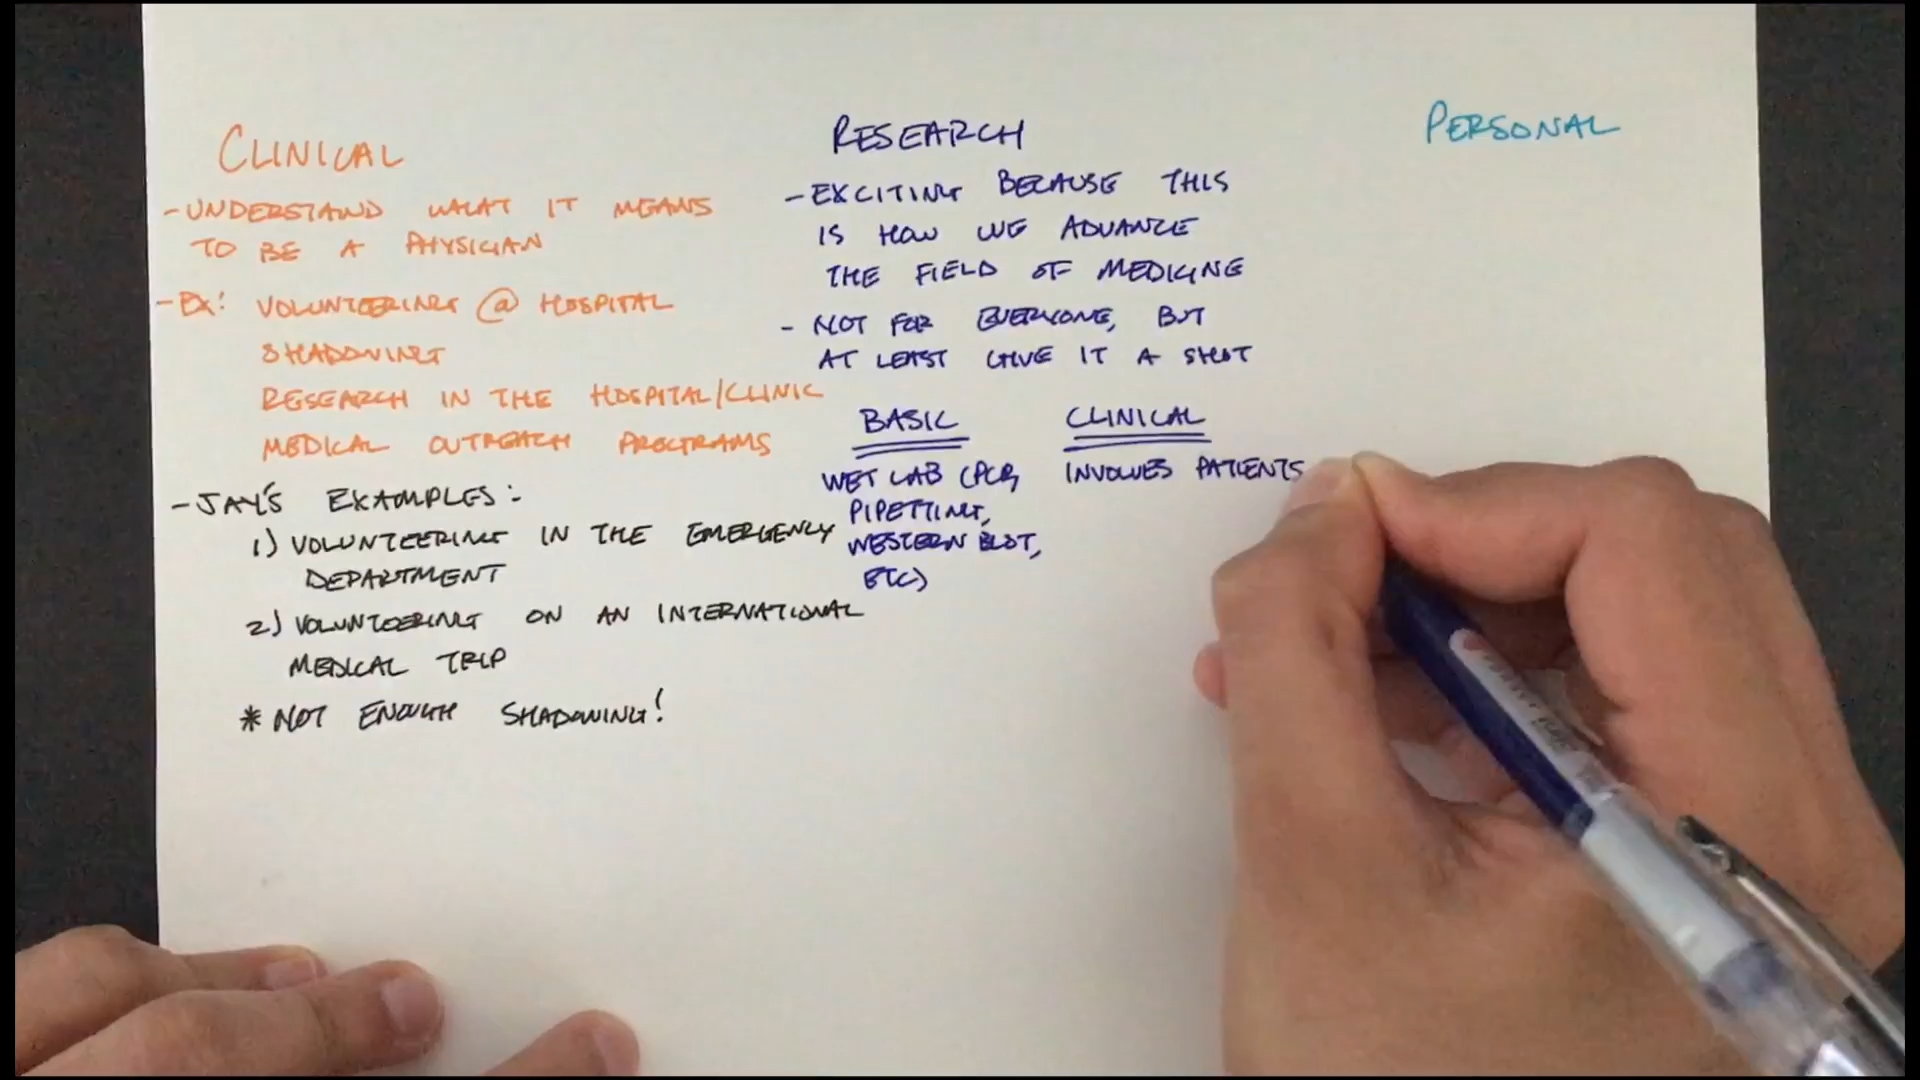 CLINICAL
- UNDERSTAND WHAT IT MEANS
TO BE A PHYSICIAN
- EX: VOLUNTEERING @ HOSPITAL
SHADOWING
RESEARCH IN THE HOSPITAL/CLINIC
MEDICAL OUTREACH PROGRAMS
- JAY'S EXAMPLES:
1) VOLUNTEERING IN THE EMERGENCY
DEPARTMENT
2) VOLUNTEERING ON AN INTERNATIONAL
MEDICAL TRIP
* NOT ENOUGH SHADOWING!
RESEARCH
- EXCITING BECAUSE THIS
IS HOW WE ADVANCE
THE FIELD OF MEDICINE
- NOT FOR EVERYONE, BUT
AT LEAST GIVE IT A SHOT
BASIC
WET LAB (PCR,
PIPETTING,
WESTERN BLOT,
ETC)
CLINICAL
INVOLVES PATIENTS
PERSONAL